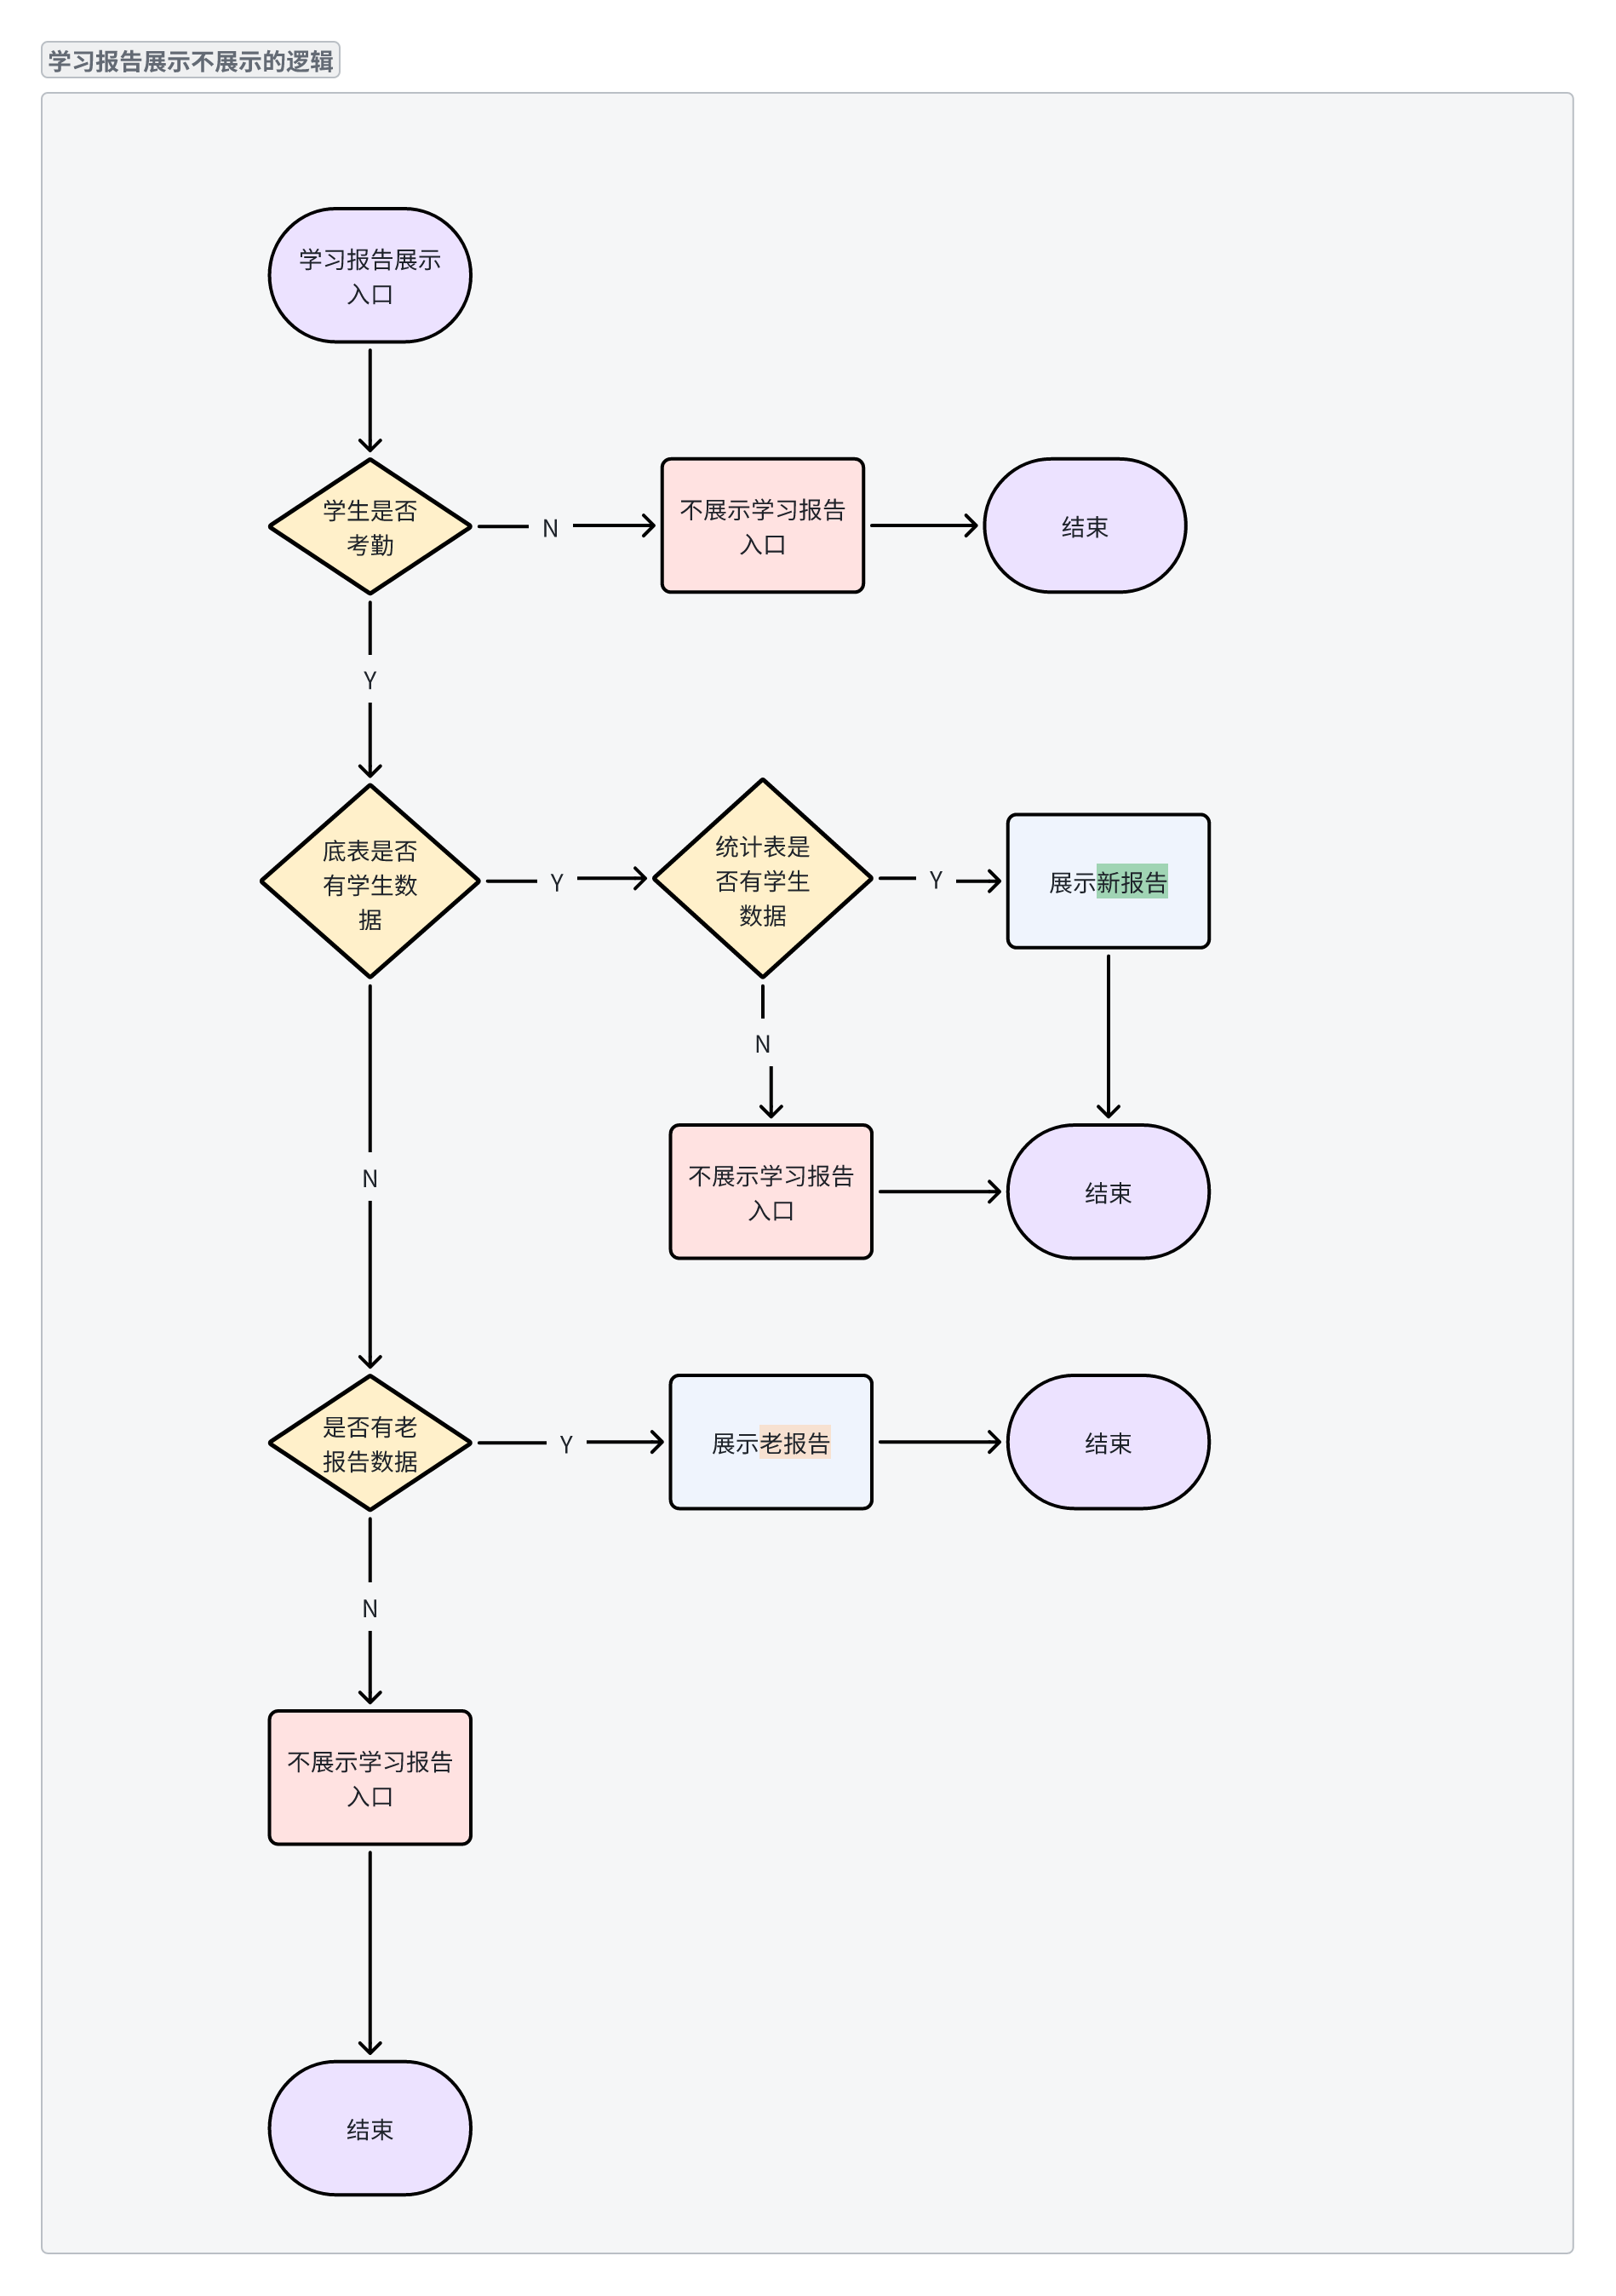 学习报告展示不展示的逻辑
学习报告展示
入口
学生是否
考勤
N
不展示学习报告
入口
结束
Y
底表是否
有学生数
据
Y
统计表是
否有学生
数据
Y
展示新报告
N
不展示学习报告
入口
结束
N
是否有老
报告数据
Y
展示老报告
结束
N
不展示学习报告
入口
结束